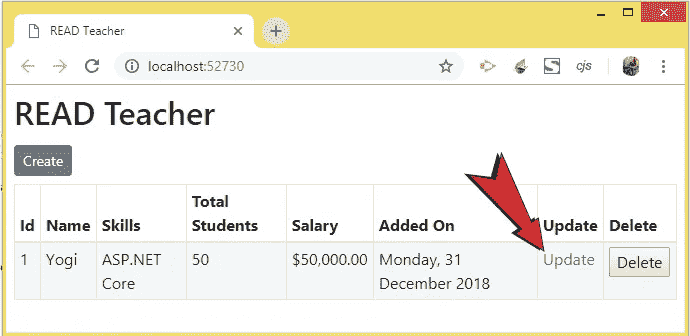 READ Teacher
localhost:52730
cjs
READ Teacher
Create
Id Name Skills Total Students Salary Added On Update Delete
1 Yogi ASP.NET Core 50 $50,000.00 Monday, 31 December 2018 Update Delete